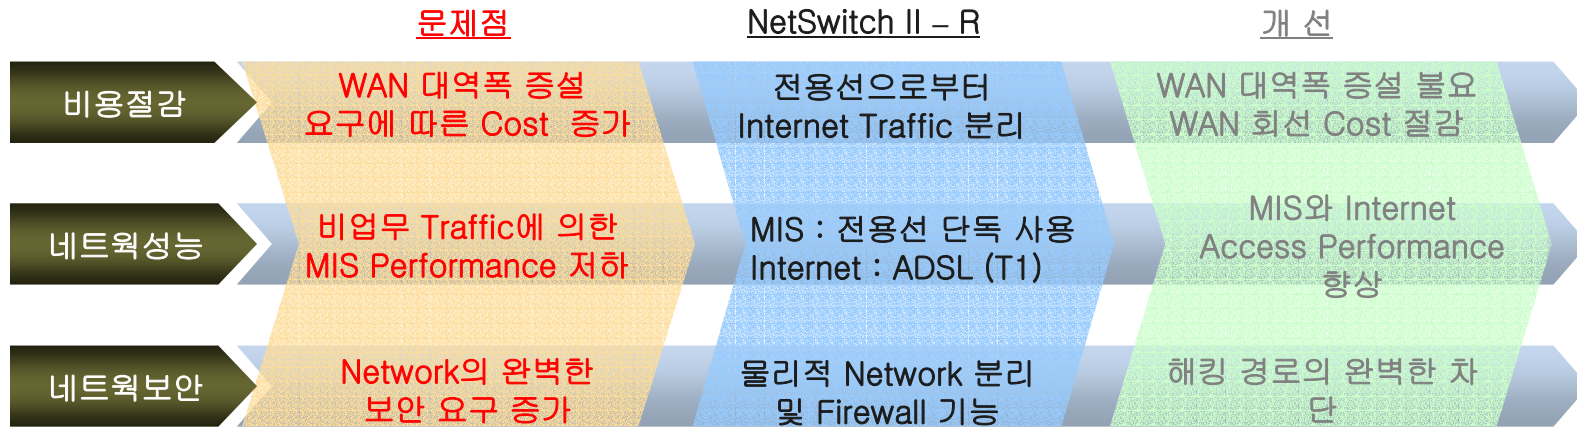 문제점
NetSwitch II – R
개 선
비용절감
WAN 대역폭 증설
요구에 따른 Cost 증가
전용선으로부터
Internet Traffic 분리
WAN 대역폭 증설 불요
WAN 회선 Cost 절감
네트웍성능
비업무 Traffic에 의한
MIS Performance 저하
MIS : 전용선 단독 사용
Internet : ADSL (T1)
MIS와 Internet
Access Performance
향상
네트웍보안
Network의 완벽한
보안 요구 증가
물리적 Network 분리
및 Firewall 기능
해킹 경로의 완벽한 차
단